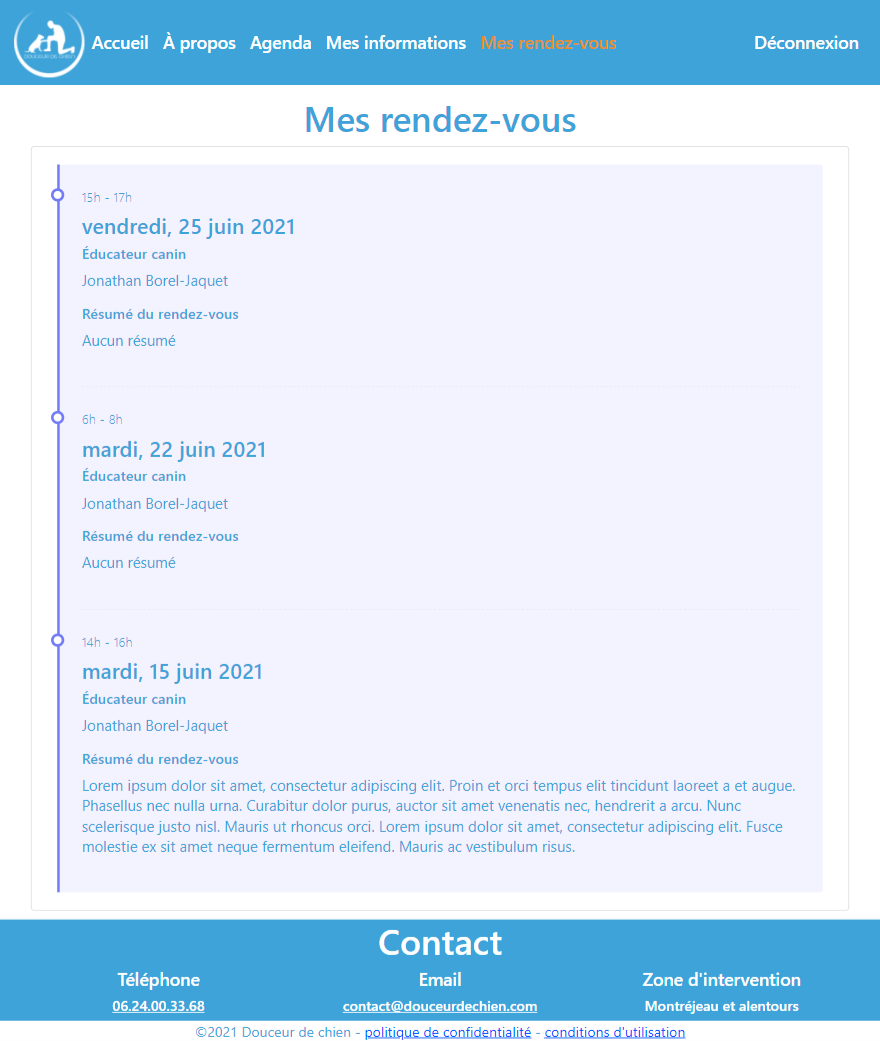 DOUCEUR DE CHIEN
Accueil À propos Agenda Mes informations Mes rendez-vous Déconnexion
Mes rendez-vous
15h - 17h
vendredi, 25 juin 2021
Éducateur canin
Jonathan Borel-Jaquet
Résumé du rendez-vous
Aucun résumé
6h - 8h
mardi, 22 juin 2021
Éducateur canin
Jonathan Borel-Jaquet
Résumé du rendez-vous
Aucun résumé
14h - 16h
mardi, 15 juin 2021
Éducateur canin
Jonathan Borel-Jaquet
Résumé du rendez-vous
Lorem ipsum dolor sit amet, consectetur adipiscing elit. Proin et orci tempus elit tincidunt laoreet a et augue.
Phasellus nec nulla urna. Curabitur dolor purus, auctor sit amet venenatis nec, hendrerit a arcu. Nunc
scelerisque justo nisl. Mauris ut rhoncus orci. Lorem ipsum dolor sit amet, consectetur adipiscing elit. Fusce
molestie ex sit amet neque fermentum eleifend. Mauris ac vestibulum risus.
Contact
Téléphone Email Zone d'intervention
06.24.00.33.68 contact@douceurdechien.com Montréjeau et alentours
©2021 Douceur de chien - politique de confidentialité - conditions d'utilisation